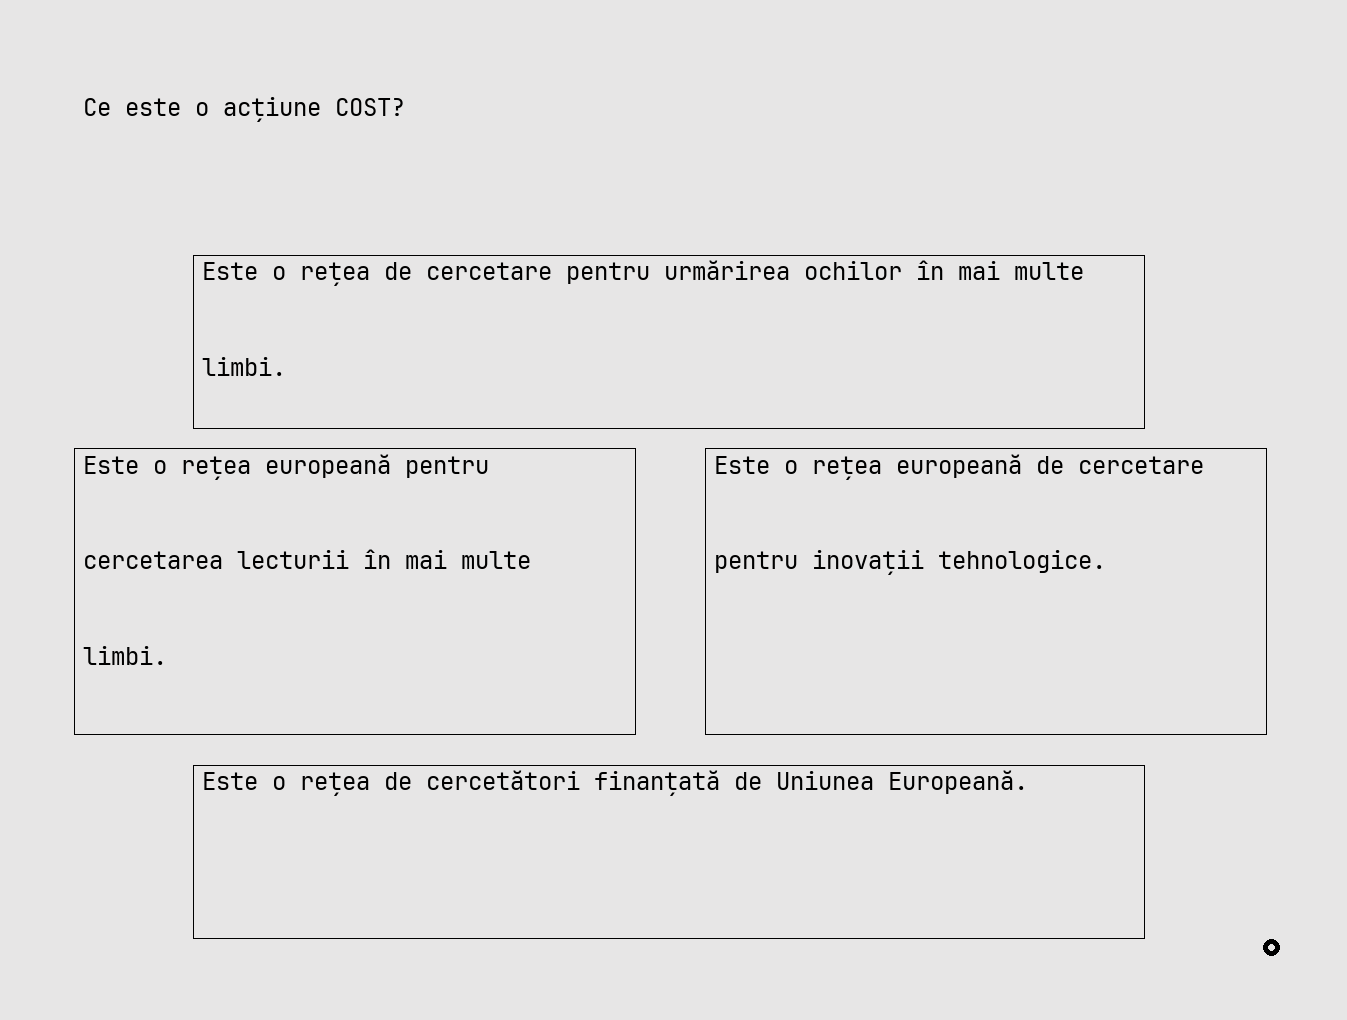 Ce este o acțiune COST?
Este o rețea de cercetare pentru urmărirea ochilor în mai multe
limbi.
Este o rețea europeană pentru
cercetarea lecturii în mai multe
limbi.
Este o rețea europeană de cercetare
pentru inovații tehnologice.
Este o rețea de cercetători finanțată de Uniunea Europeană.